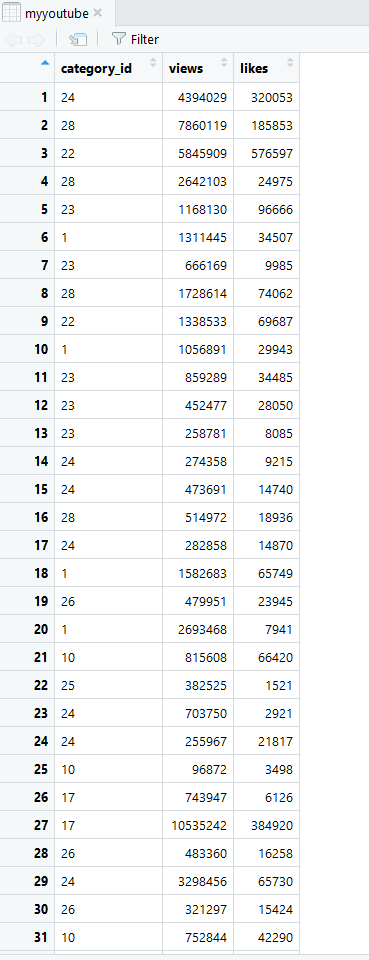 myyoutube
Filter
category_id views likes
1 24 4394029 320053
2 28 7860119 185853
3 22 5845909 576597
4 28 2642103 24975
5 23 1168130 96666
6 1 1311445 34507
7 23 666169 9985
8 28 1728614 74062
9 22 1338533 69687
10 1 1056891 29943
11 23 859289 34485
12 23 452477 28050
13 23 258781 8085
14 24 274358 9215
15 24 473691 14740
16 28 514972 18936
17 24 282858 14870
18 1 1582683 65749
19 26 479951 23945
20 1 2693468 7941
21 10 815608 66420
22 25 382525 1521
23 24 703750 2921
24 24 255967 21817
25 10 96872 3498
26 17 743947 6126
27 17 10535242 384920
28 26 483360 16258
29 24 3298456 65730
30 26 321297 15424
31 10 752844 42290